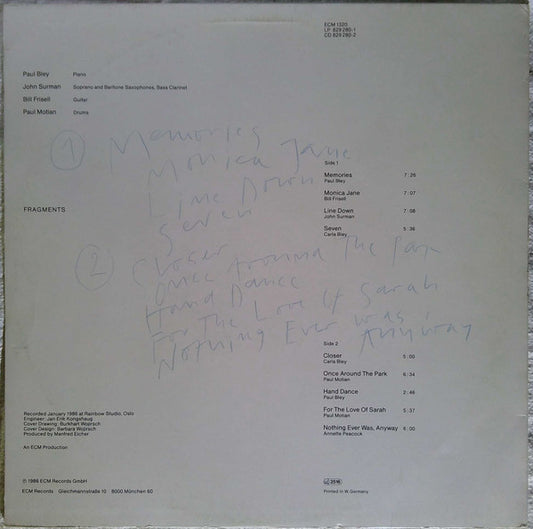 ECM 1320
LP 829 280-1
CD 829 280-2
Paul Bley Piano
John Surman Soprano and Baritone Saxophones, Bass Clarinet
Bill Frisell Guitar
Paul Motian Drums
① Memories
Monica Jane
Line Down
Seven
FRAGMENTS
② Closer
Once Around The Park
Hand Dance
For The Love Of Sarah
Nothing Ever Was
Anyway
Side 1
Memories 7:26
Paul Bley
Monica Jane 7:07
Bill Frisell
Line Down 7:08
John Surman
Seven 5:36
Carla Bley
Side 2
Closer 5:00
Carla Bley
Once Around The Park 6:34
Paul Motian
Hand Dance 2:46
Paul Bley
For The Love Of Sarah 5:37
Paul Motian
Nothing Ever Was, Anyway 6:00
Annette Peacock
Recorded January 1986 at Rainbow Studio, Oslo
Engineer: Jan Erik Kongshaug
Cover Drawing: Burkhart Wojirsch
Cover Design: Barbara Wojirsch
Produced by Manfred Eicher
An ECM Production
Ⓟ 1986 ECM Records GmbH
ECM Records Gleichmannstraße 10 8000 München 60
Printed in W. Germany